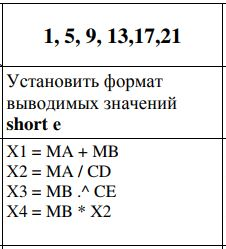 1, 5, 9, 13,17,21
Установить формат
выводимых значений
short e
X1 = MA + MB
X2 = MA / CD
X3 = MB .^ CE
X4 = MB * X2